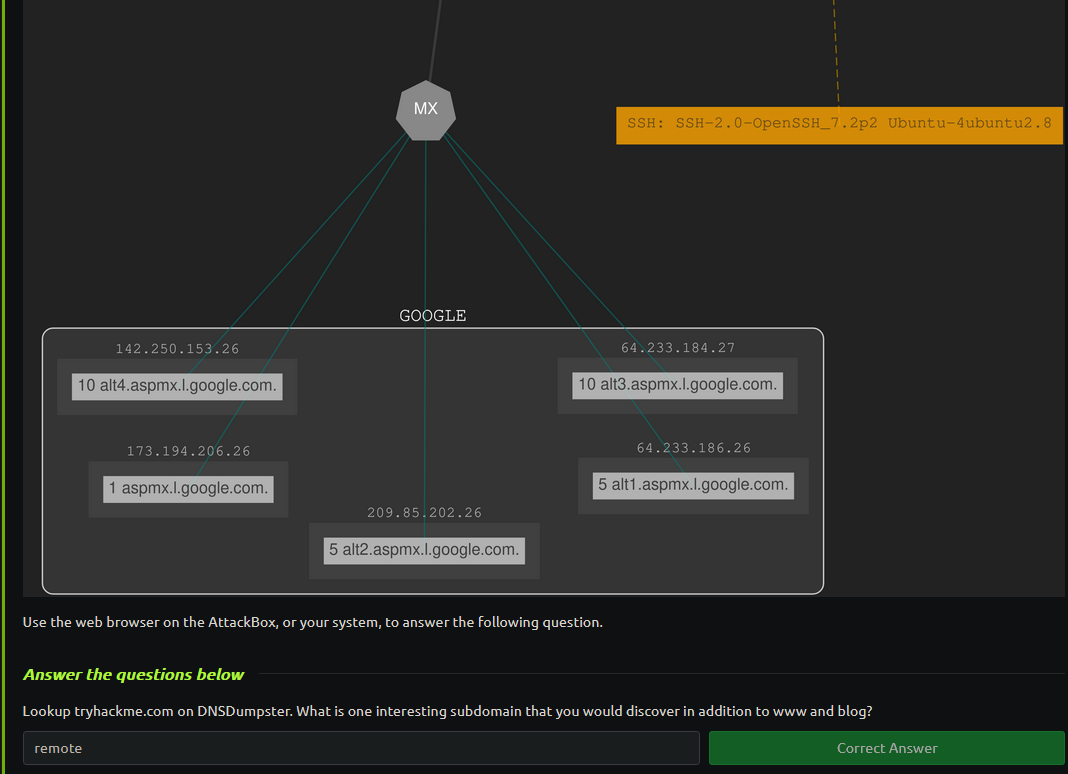 MX
SSH: SSH-2.0-OpenSSH_7.2p2 Ubuntu-4ubuntu2.8
GOOGLE
142.250.153.26
64.233.184.27
10 alt4.aspmx.l.google.com.
10 alt3.aspmx.l.google.com.
173.194.206.26
64.233.186.26
1 aspmx.l.google.com.
5 alt1.aspmx.l.google.com.
209.85.202.26
5 alt2.aspmx.l.google.com.
Use the web browser on the AttackBox, or your system, to answer the following question.
Answer the questions below
Lookup tryhackme.com on DNSDumpster. What is one interesting subdomain that you would discover in addition to www and blog?
remote
Correct Answer